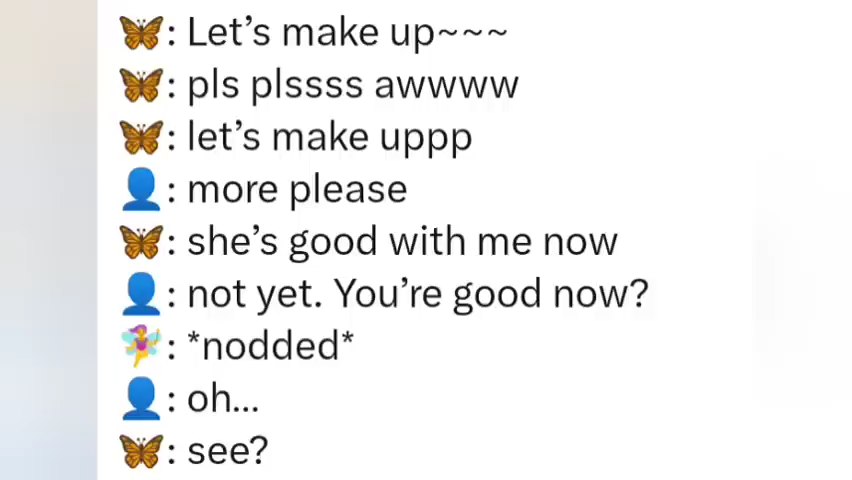 🦋: Let’s make up~~~
🦋: pls plssss awwww
🦋: let’s make uppp
👤: more please
🦋: she’s good with me now
👤: not yet. You’re good now?
🧚‍♀️: *nodded*
👤: oh...
🦋: see?